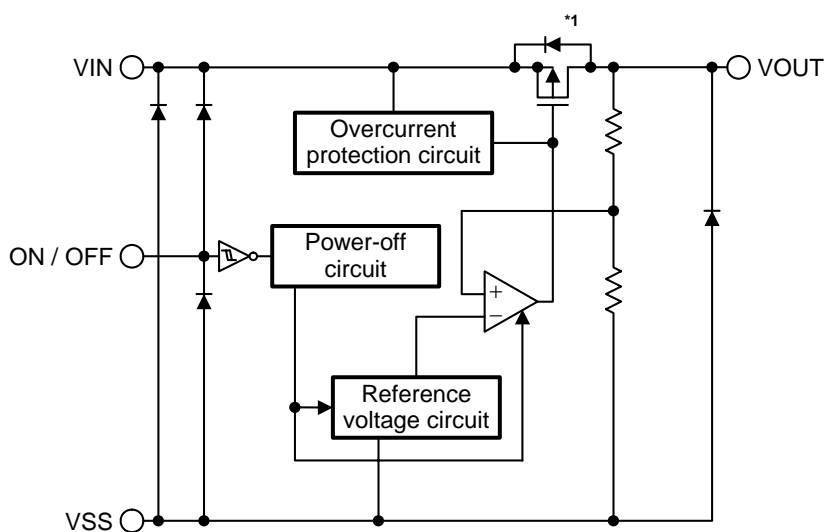 *1
VIN
VOUT
Overcurrent
protection circuit
ON / OFF
Power-off
circuit
+
−
Reference
voltage circuit
VSS